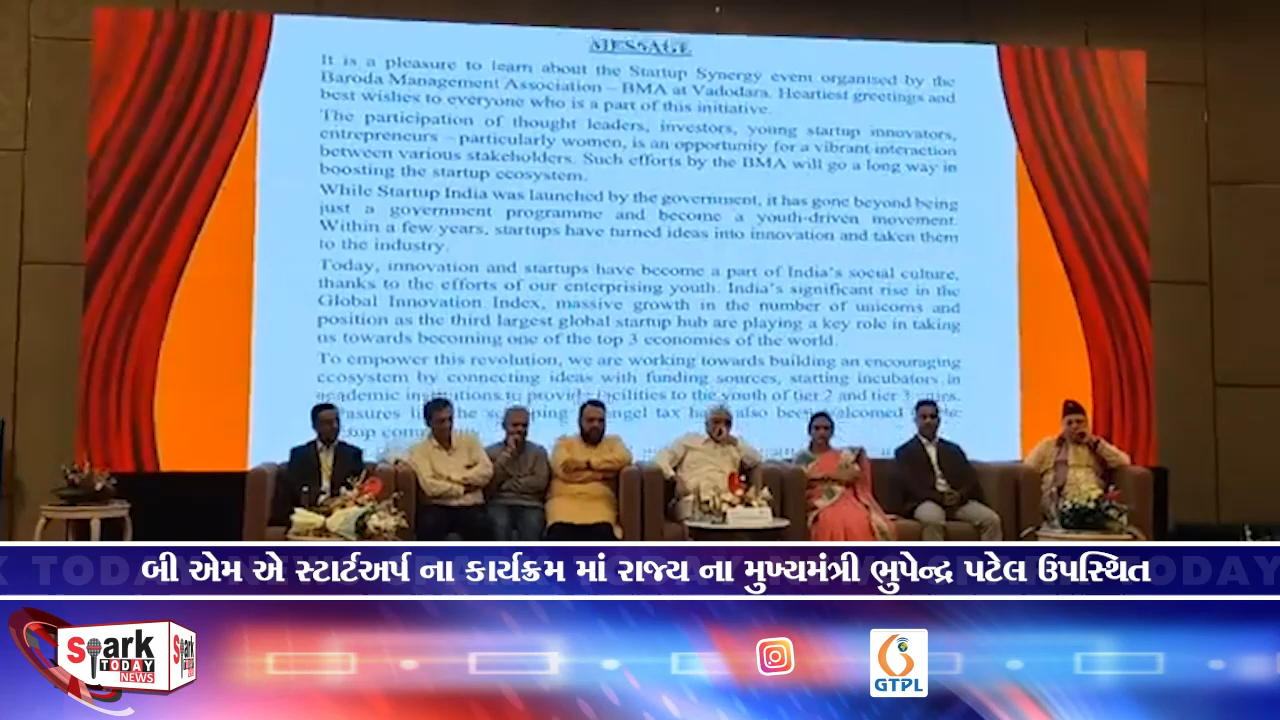 MESSAGE
It is a pleasure to learn about the Startup Synergy event organised by the
Baroda Management Association – BMA at Vadodara. Heartiest greetings and
best wishes to everyone who is a part of this initiative.
The participation of thought leaders, investors, young startup innovators,
entrepreneurs – particularly women, is an opportunity for a vibrant interaction
between various stakeholders. Such efforts by the BMA will go a long way in
boosting the startup ecosystem.
While Startup India was launched by the government, it has gone beyond being
just a government programme and become a youth-driven movement.
Within a few years, startups have turned ideas into innovation and taken them
to the industry.
Today, innovation and startups have become a part of India's social culture,
thanks to the efforts of our enterprising youth. India's significant rise in the
Global Innovation Index, massive growth in the number of unicorns and
position as the third largest global startup hub are playing a key role in taking
us towards becoming one of the top 3 economies of the world.
To empower this revolution, we are working towards building an encouraging
ecosystem by connecting ideas with funding sources, starting incubators in
academic institutions to provide facilities to the youth of tier 2 and tier 3
angel tax also been welcomed
બી એમ એ સ્ટાર્ટઅર્પ ના કાર્યક્રમ માં રાજ્ય ના મુખ્યમંત્રી ભુપેન્દ્ર પટેલ ઉપસ્થિત
Spark
TODAY
NEWS
GTPL